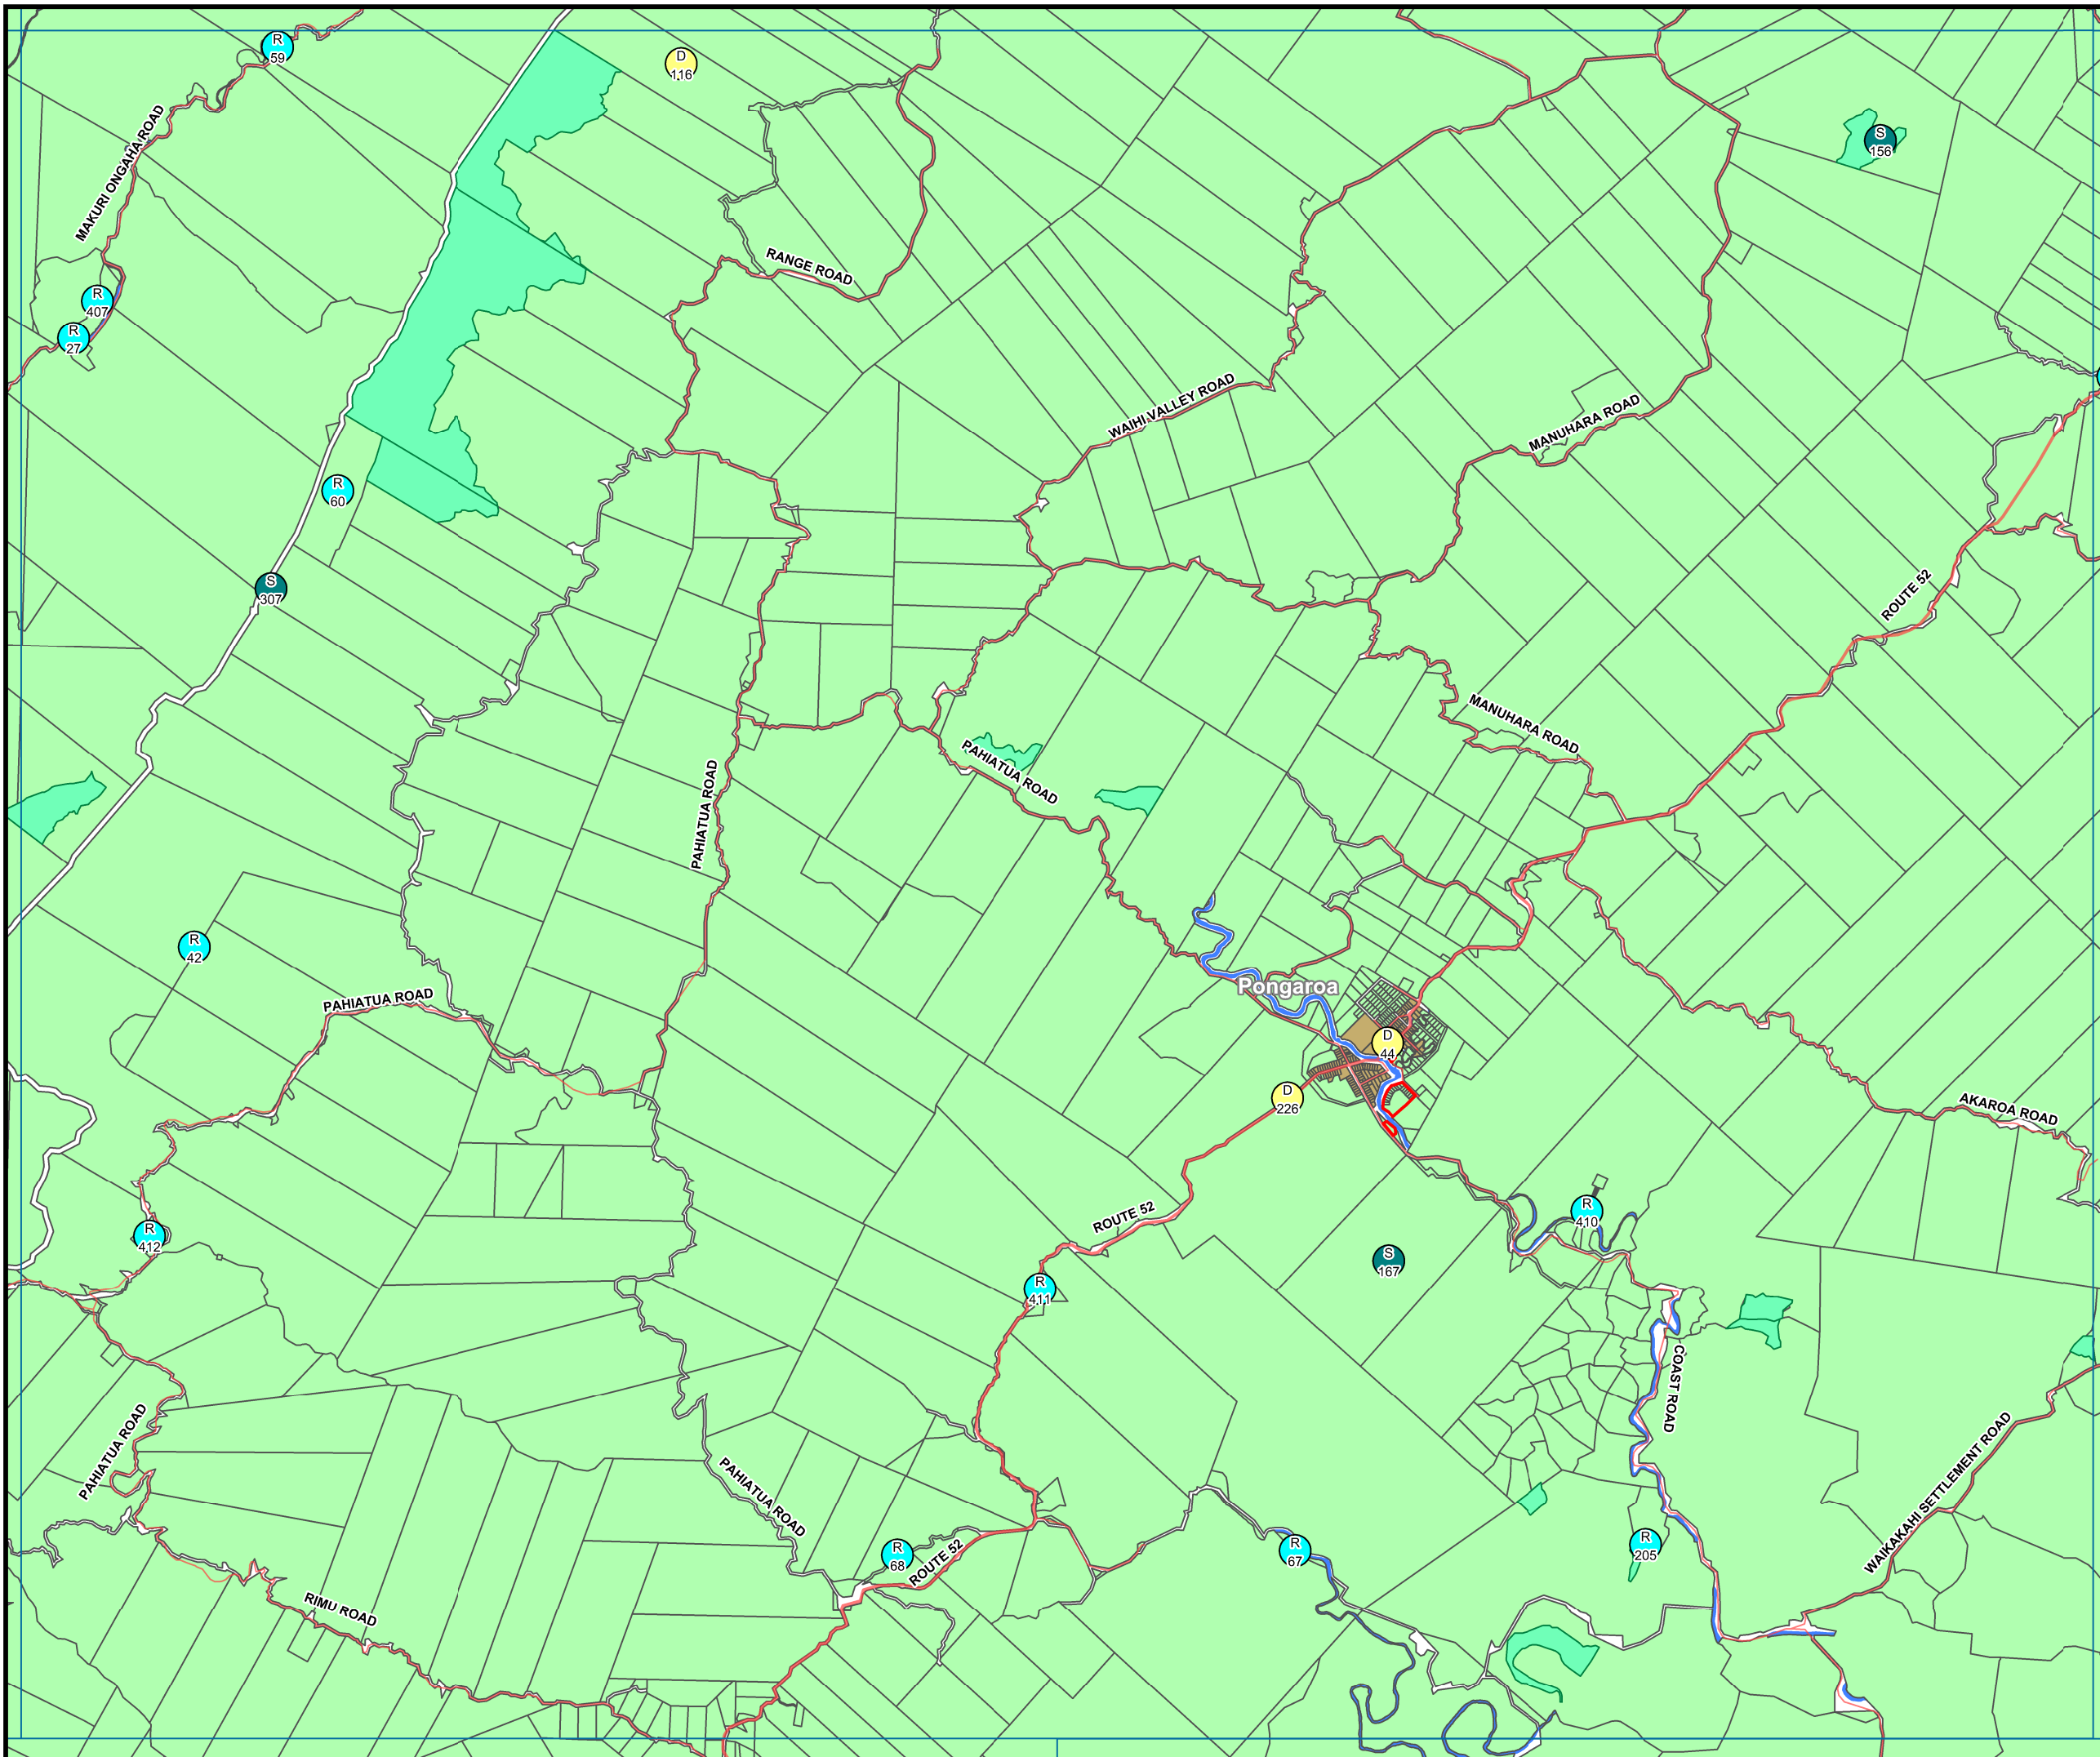 R
59
D
116
S
156
MAKURI ONGAHA ROAD
RANGE ROAD
R
407
R
27
WAIHI VALLEY ROAD
MANUHARA ROAD
R
60
S
307
ROUTE 52
MANUHARA ROAD
PAHIATUA ROAD
PAHIATUA ROAD
R
42
PAHIATUA ROAD
Pongaroa
D
44
D
226
AKAROA ROAD
R
412
ROUTE 52
R
410
S
167
R
411
COAST ROAD
PAHIATUA ROAD
PAHIATUA ROAD
WAIKAKAHI SETTLEMENT ROAD
R
68
ROUTE 52
R
67
R
205
RIMU ROAD